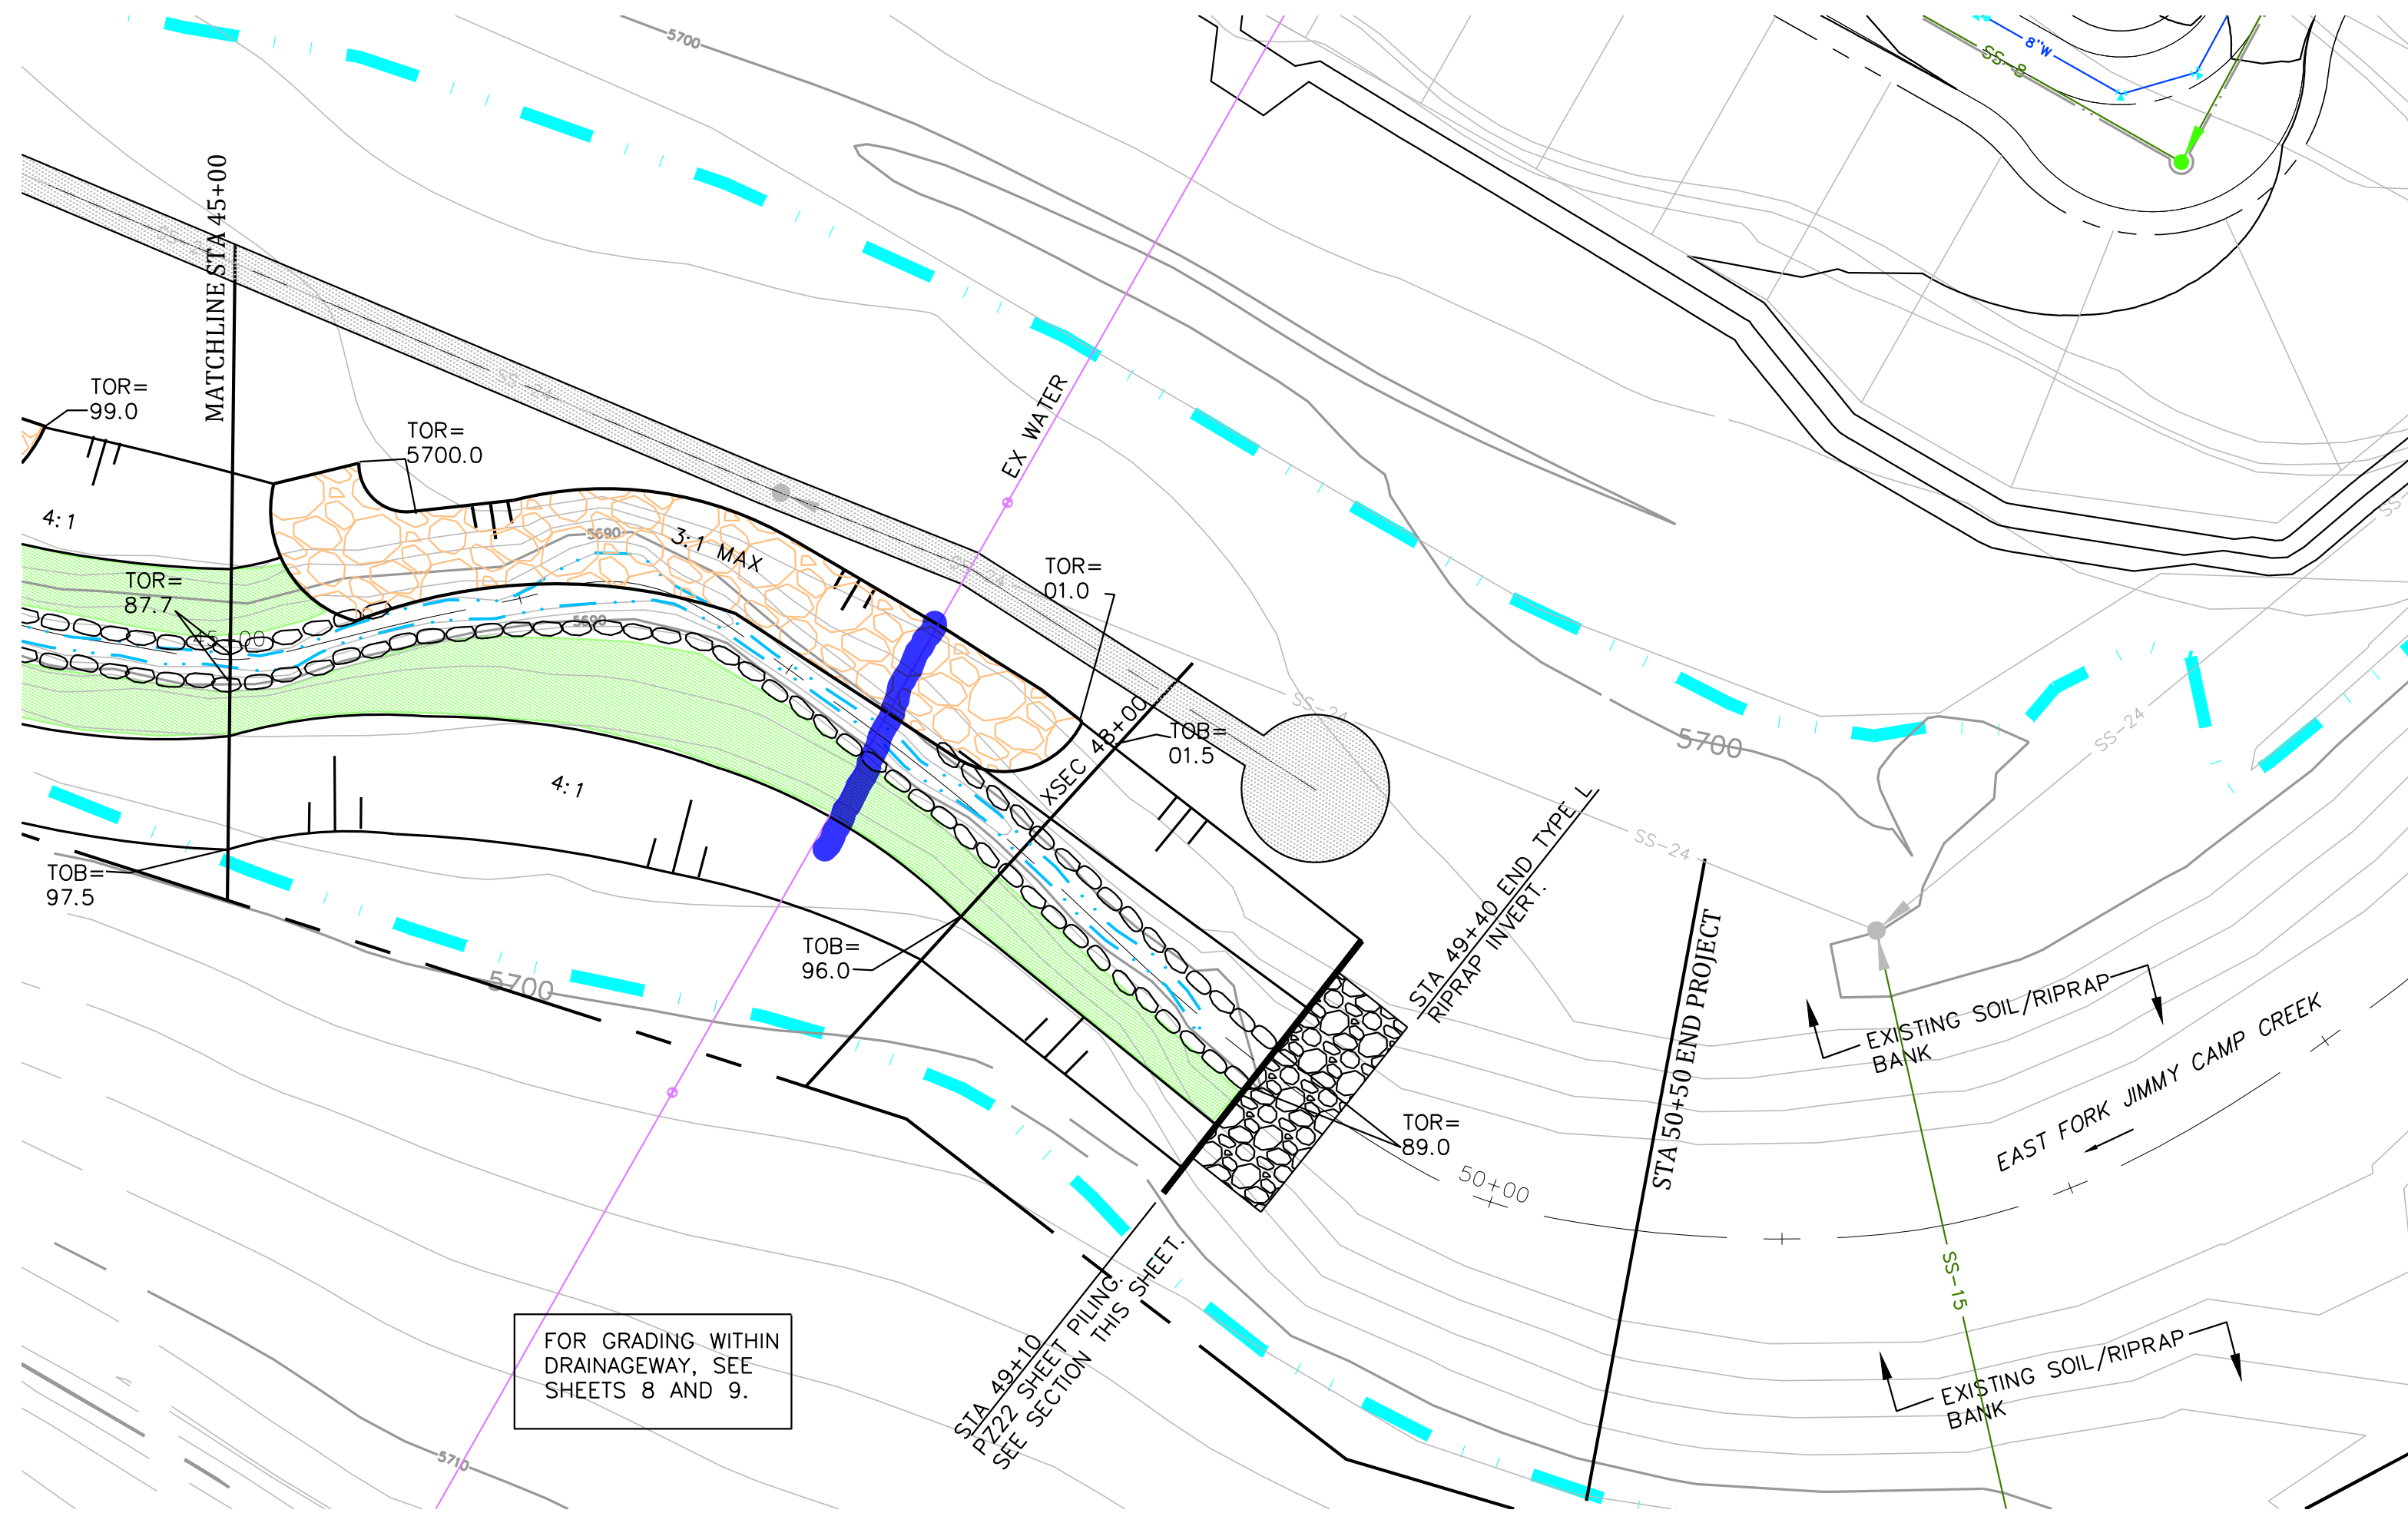 5700
8"W
SS-8
MATCHLINE STA 45+00
SS-24
TOR=
99.0
TOR=
5700.0
EX WATER
4:1
5690
3:1 MAX
SS-24
TOR=
01.0
TOR=
87.7
45+00
5690
SS-24
XSEC 48+00
TOB=
01.5
5700
SS-24
4:1
SS-24
STA 49+40 END TYPE L
RIPRAP INVERT.
TOB=
97.5
TOB=
96.0
5700
STA 50+50 END PROJECT
EXISTING SOIL/RIPRAP
BANK
EAST FORK JIMMY CAMP CREEK
TOR=
89.0
50+00
SS-15
STA 49+10
PZ22 SHEET PILING.
SEE SECTION THIS SHEET.
FOR GRADING WITHIN
DRAINAGEWAY, SEE
SHEETS 8 AND 9.
EXISTING SOIL/RIPRAP
BANK
5710